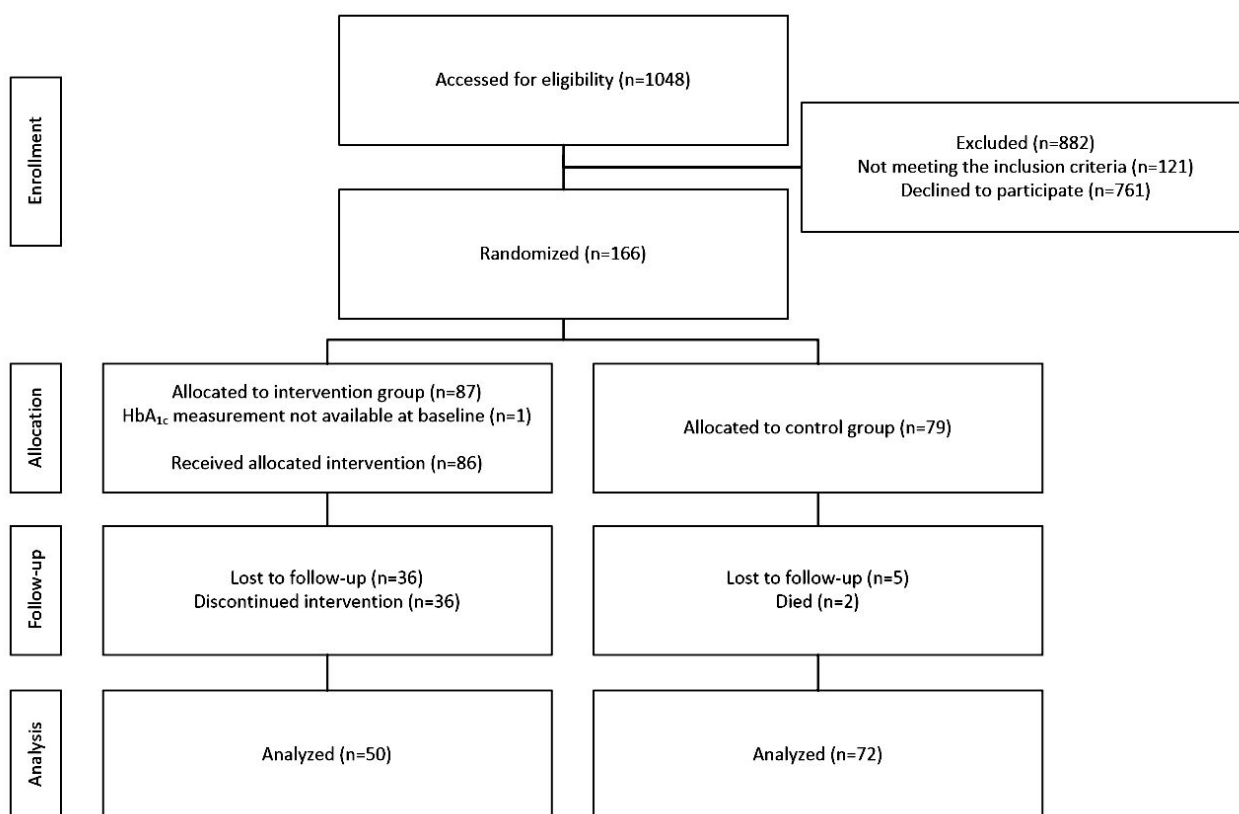 Enrollment
Accessed for eligibility (n=1048)
Excluded (n=882)
Not meeting the inclusion criteria (n=121)
Declined to participate (n=761)
Randomized (n=166)
Allocation
Allocated to intervention group (n=87)
HbA₁c measurement not available at baseline (n=1)
Received allocated intervention (n=86)
Allocated to control group (n=79)
Follow-up
Lost to follow-up (n=36)
Discontinued intervention (n=36)
Lost to follow-up (n=5)
Died (n=2)
Analysis
Analyzed (n=50)
Analyzed (n=72)